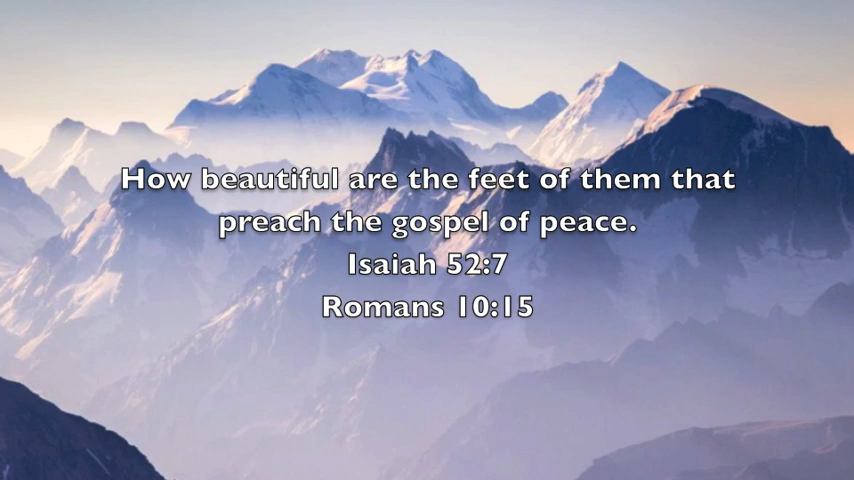 How beautiful are the feet of them that
preach the gospel of peace.
Isaiah 52:7
Romans 10:15